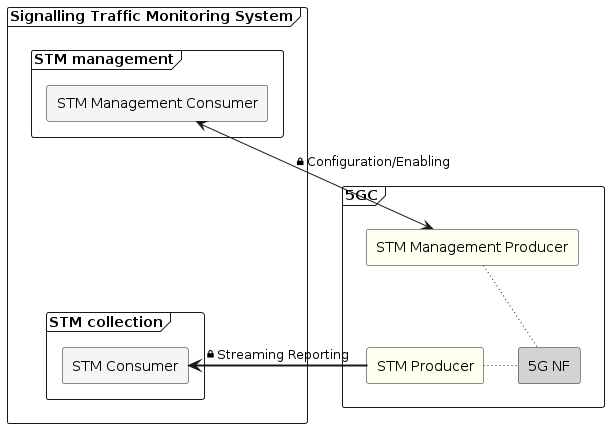 Signalling Traffic Monitoring System
STM management
STM Management Consumer
Configuration/Enabling
5GC
STM Management Producer
STM collection
STM Consumer
Streaming Reporting
STM Producer
5G NF